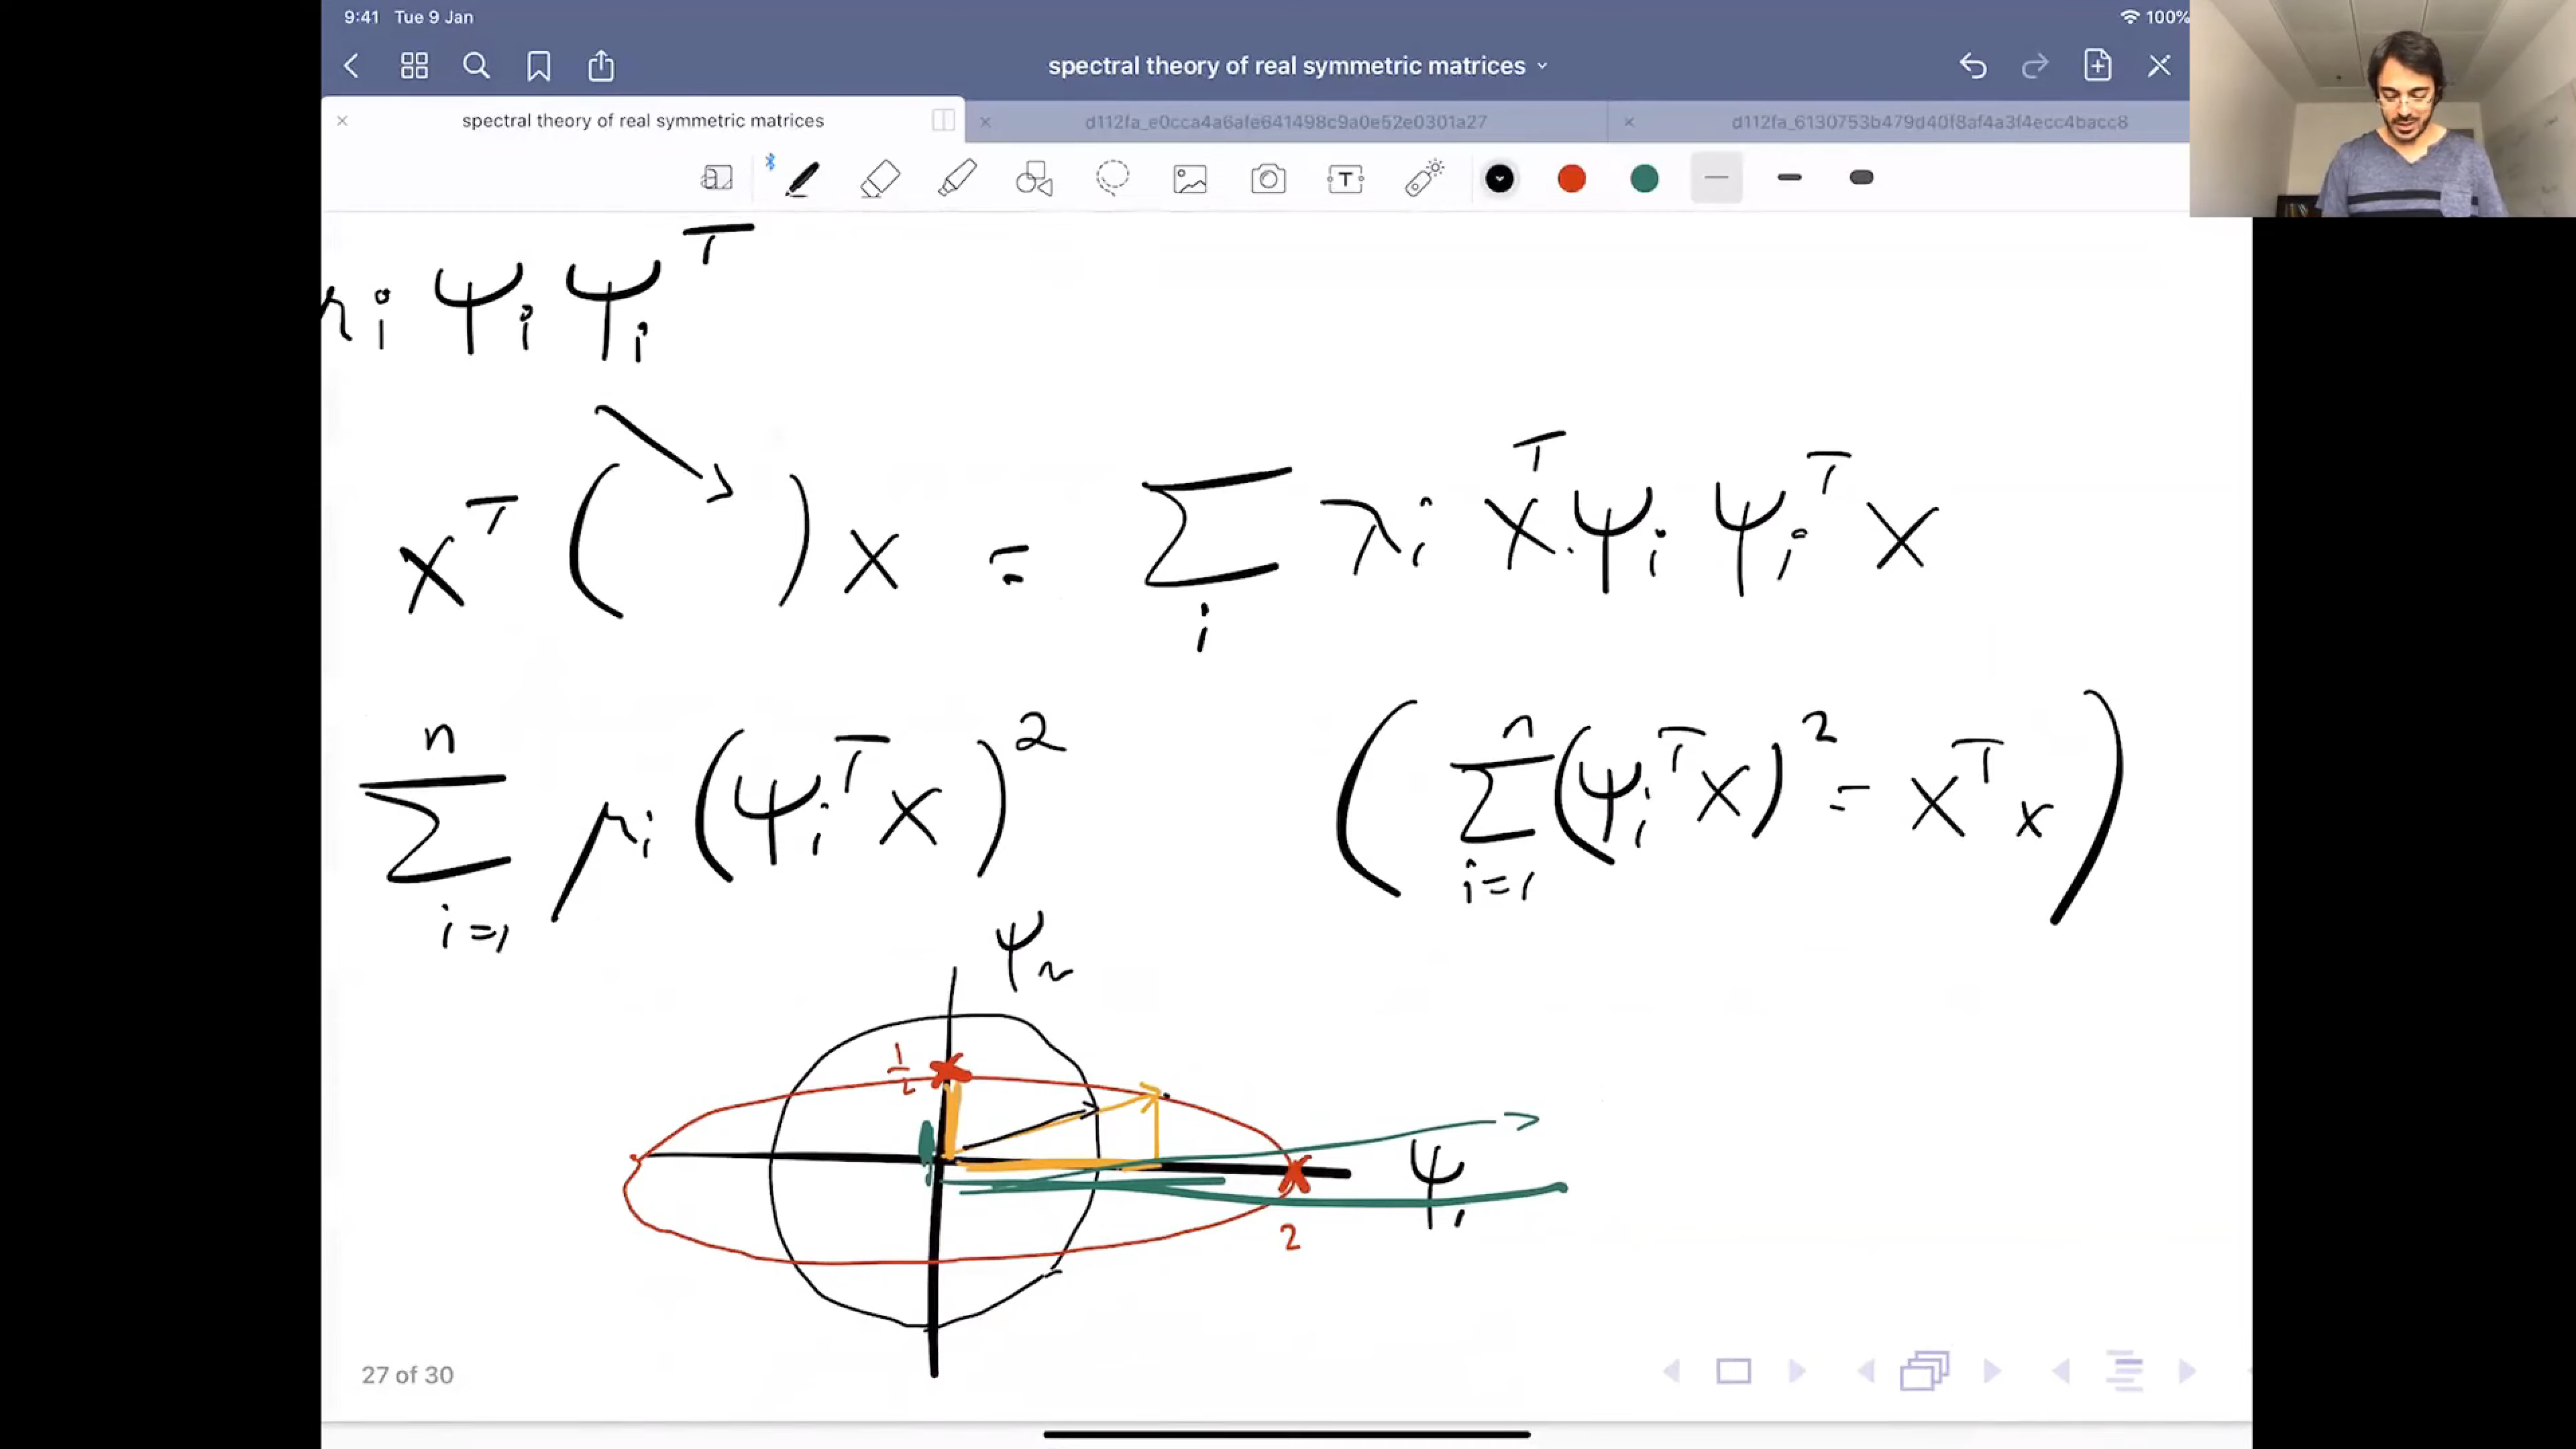 9:41 Tue 9 Jan 100%
spectral theory of real symmetric matrices
spectral theory of real symmetric matrices d112fa_e0cca4a6afe641498c9a0e52e0301a27 d112fa_6130753b479d40f8af4a3f4ecc4bacc8
μᵢ ψᵢ ψᵢᵀ
xᵀ ( ) x = Σᵢ λᵢ xᵀ ψᵢ ψᵢᵀ x
Σᵢ₌₁ⁿ μᵢ (ψᵢᵀ x)² ( Σᵢ₌₁ⁿ (ψᵢᵀ x)² = xᵀ x )
ψ₂
1/2
ψ₁
2
27 of 30